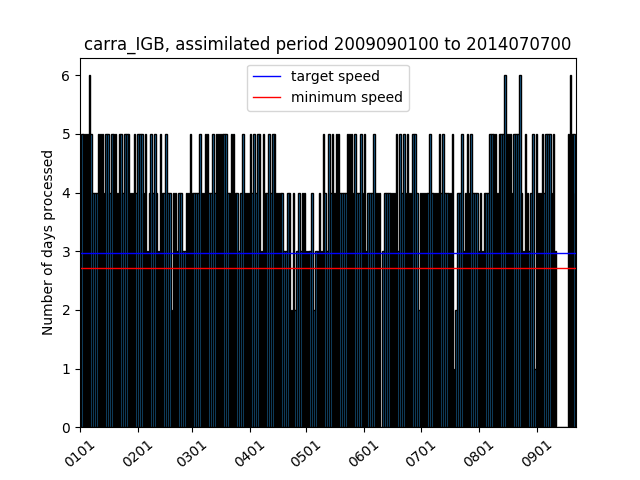 carra_IGB, assimilated period 2009090100 to 2014070700
target speed
minimum speed
Number of days processed
6
5
4
3
2
1
0
0101 0201 0301 0401 0501 0601 0701 0801 0901